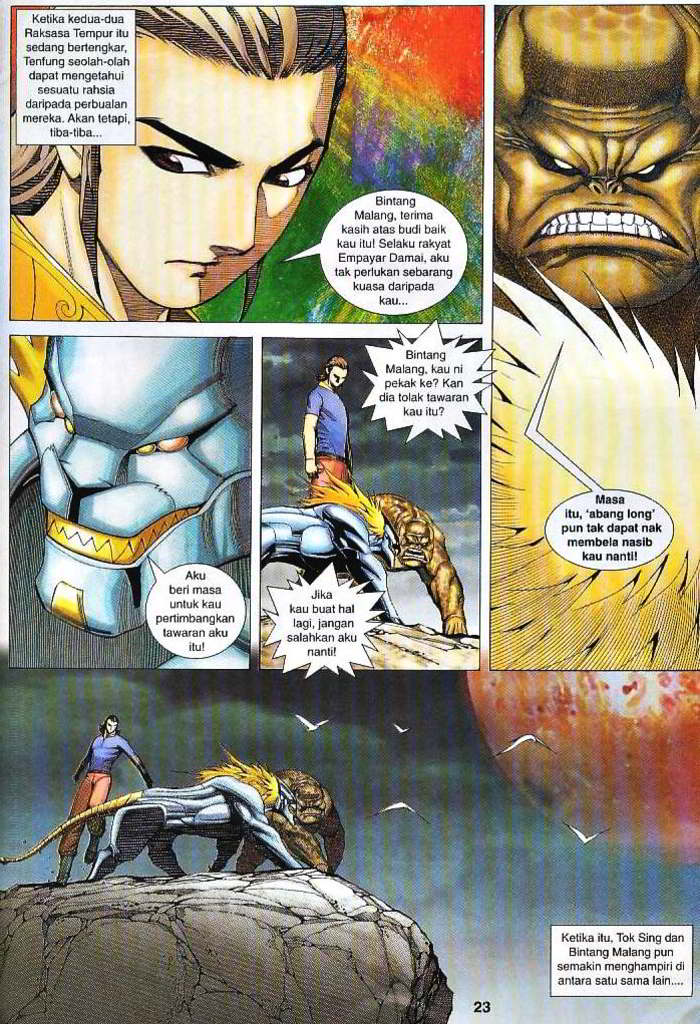 Ketika kedua-dua
Raksasa Tempur itu
sedang bertengkar,
Tenfung seolah-olah
dapat mengetahui
sesuatu rahsia
daripada perbualan
mereka. Akan tetapi,
tiba-tiba...
Bintang
Malang, terima
kasih atas budi baik
kau itu! Selaku rakyat
Empayar Damai, aku
tak perlukan sebarang
kuasa daripada
kau...
Aku
beri masa
untuk kau
pertimbangkan
tawaran aku
itu!
Bintang
Malang, kau ni
pekak ke? Kan
dia tolak tawaran
kau itu?
Jika
kau buat hal
lagi, jangan
salahkan aku
nanti!
Masa
itu, ‘abang long’
pun tak dapat nak
membela nasib
kau nanti!
Ketika itu, Tok Sing dan
Bintang Malang pun
semakin menghampiri di
antara satu sama lain....
23